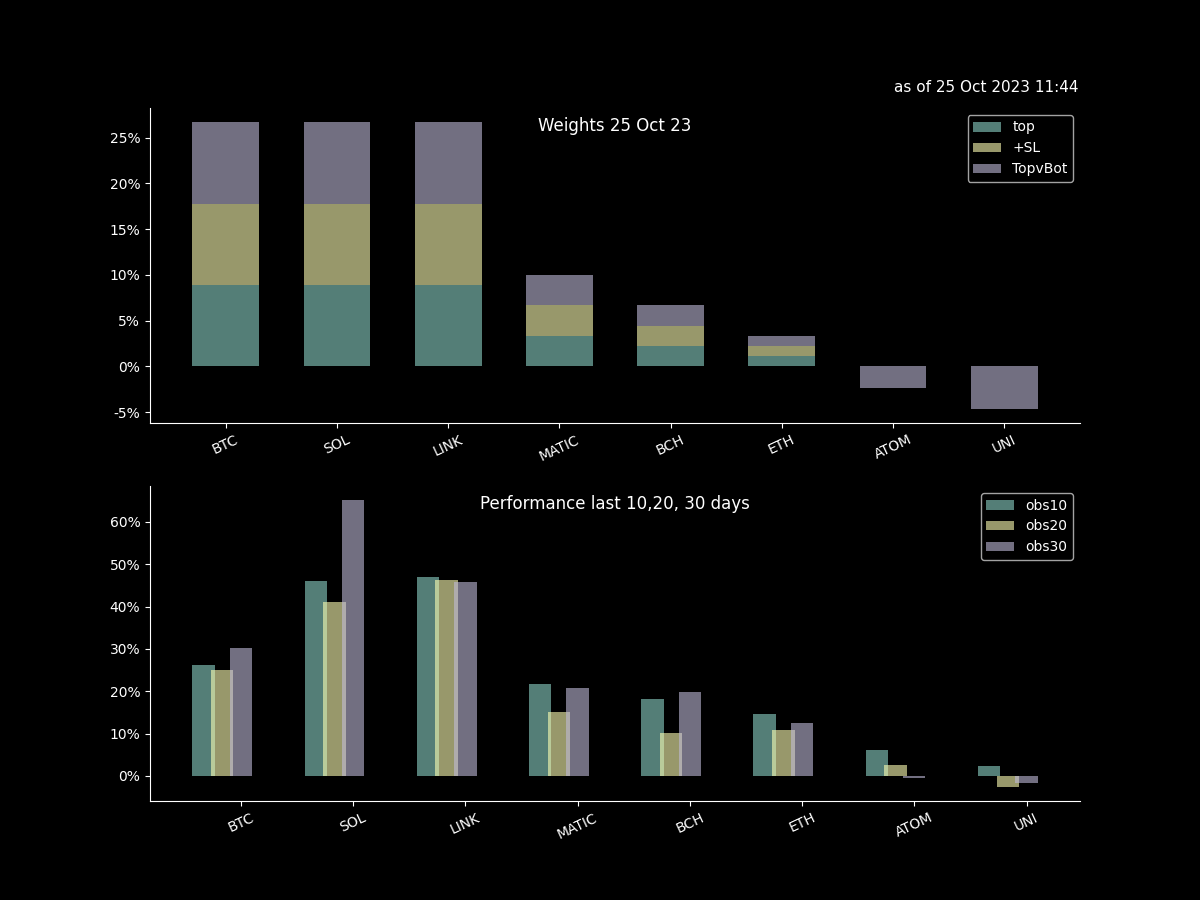 as of 25 Oct 2023 11:44
Weights 25 Oct 23
top
+SL
TopvBot
25%
20%
15%
10%
5%
0%
-5%
BTC SOL LINK MATIC BCH ETH ATOM UNI
Performance last 10,20, 30 days
obs10
obs20
obs30
60%
50%
40%
30%
20%
10%
0%
BTC SOL LINK MATIC BCH ETH ATOM UNI